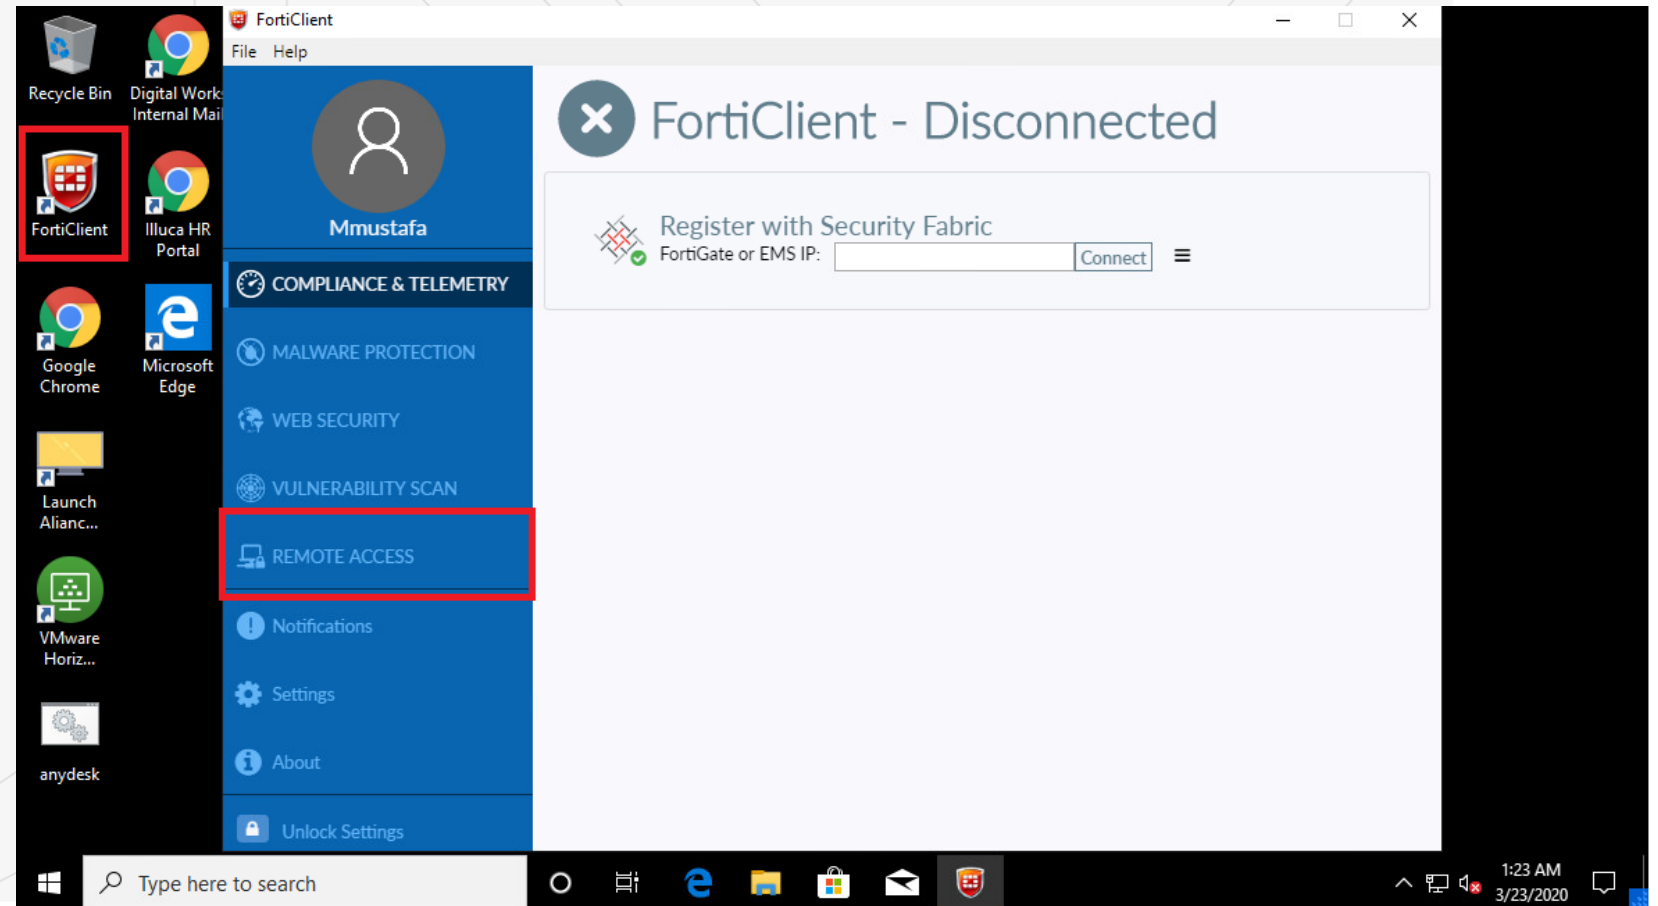 Recycle Bin
Digital Work
Internal Mai
FortiClient
Illuca HR
Portal
Google
Chrome
Microsoft
Edge
Launch
Alianc...
VMware
Horiz...
anydesk
FortiClient
File Help
Mmustafa
COMPLIANCE & TELEMETRY
MALWARE PROTECTION
WEB SECURITY
VULNERABILITY SCAN
REMOTE ACCESS
Notifications
Settings
About
Unlock Settings
FortiClient - Disconnected
Register with Security Fabric
FortiGate or EMS IP: Connect
Type here to search
1:23 AM
3/23/2020